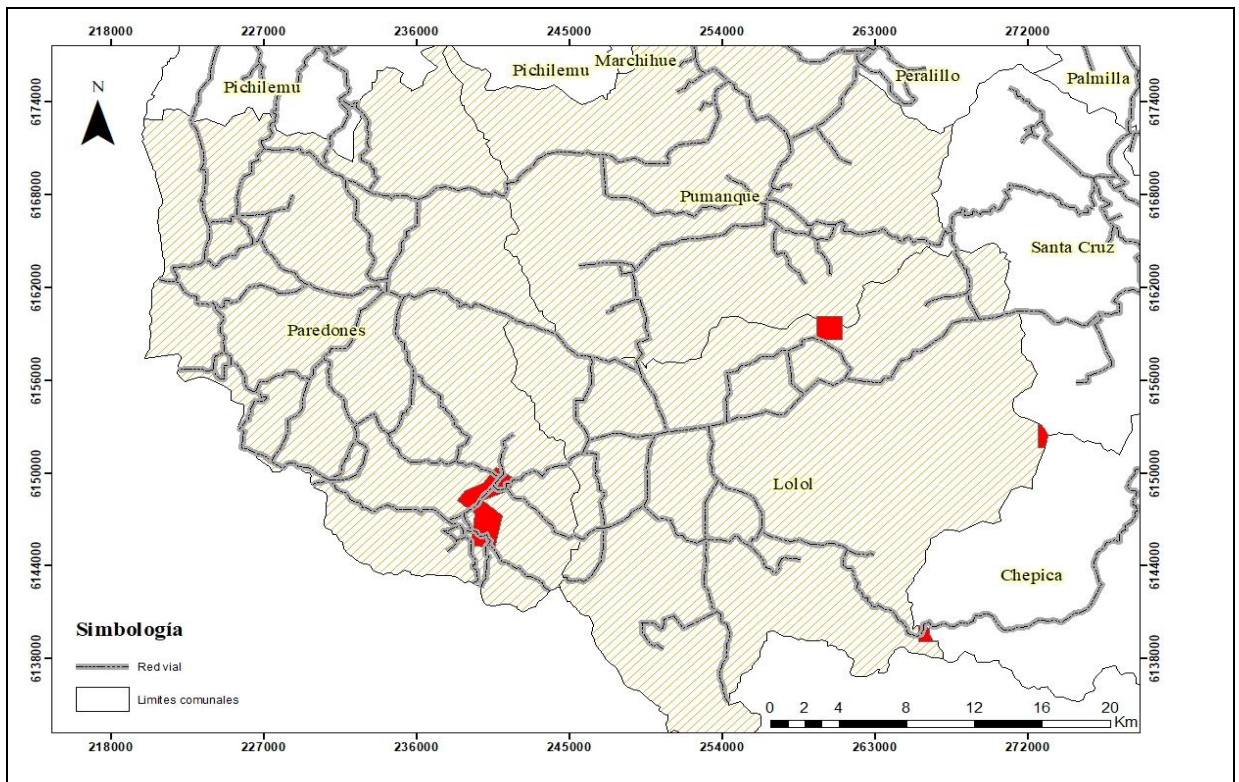 218000 227000 236000 245000 254000 263000 272000
Pichilemu Marchihue
Pichilemu Peralillo Palmilla
N
6174000 6174000
6168000 6168000
Pumanque
Santa Cruz
6162000 6162000
Paredones
6156000 6156000
6150000 6150000
Lolol
6144000 6144000
Chepica
Simbología
6138000 6138000
Red vial
Limites comunales
0 2 4 8 12 16 20
Km
218000 227000 236000 245000 254000 263000 272000